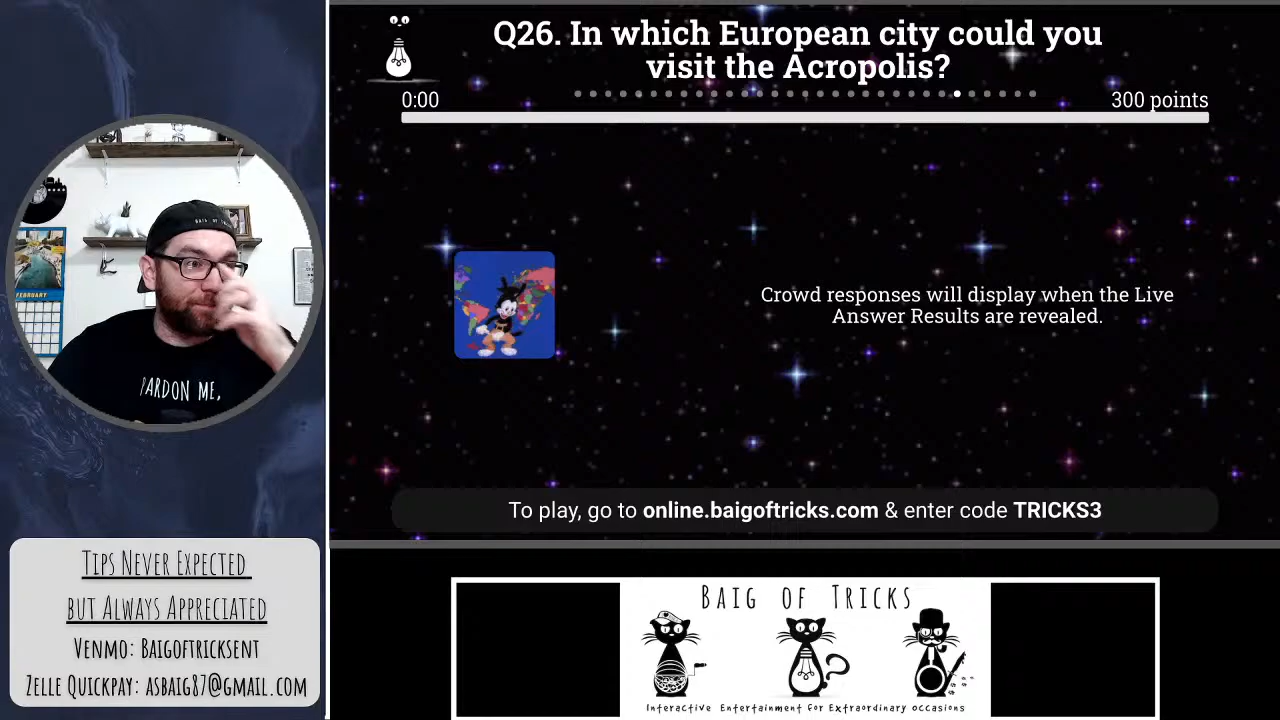 Q26. In which European city could you
visit the Acropolis?
0:00
300 points
Crowd responses will display when the Live
Answer Results are revealed.
FEBRUARY
PARDON ME,
To play, go to online.baigoftricks.com & enter code TRICKS3
Tips Never Expected
but Always Appreciated
Venmo: Baigoftricksent
Zelle Quickpay: asbaig87@gmail.com
Baig of Tricks
Interactive Entertainment for Extraordinary Occasions